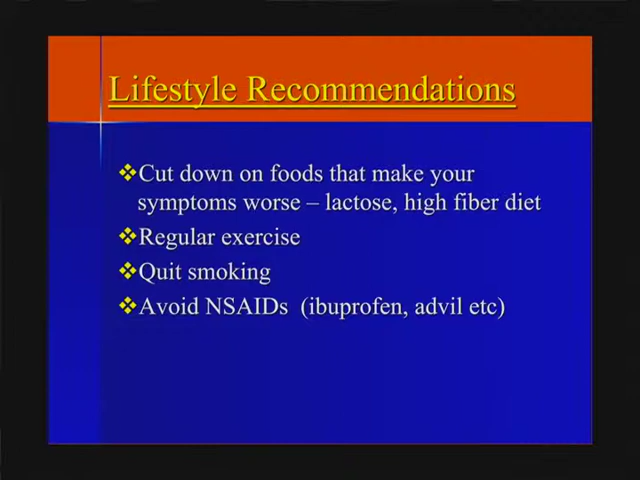 Lifestyle Recommendations
❖Cut down on foods that make your
symptoms worse – lactose, high fiber diet
❖Regular exercise
❖Quit smoking
❖Avoid NSAIDs (ibuprofen, advil etc)